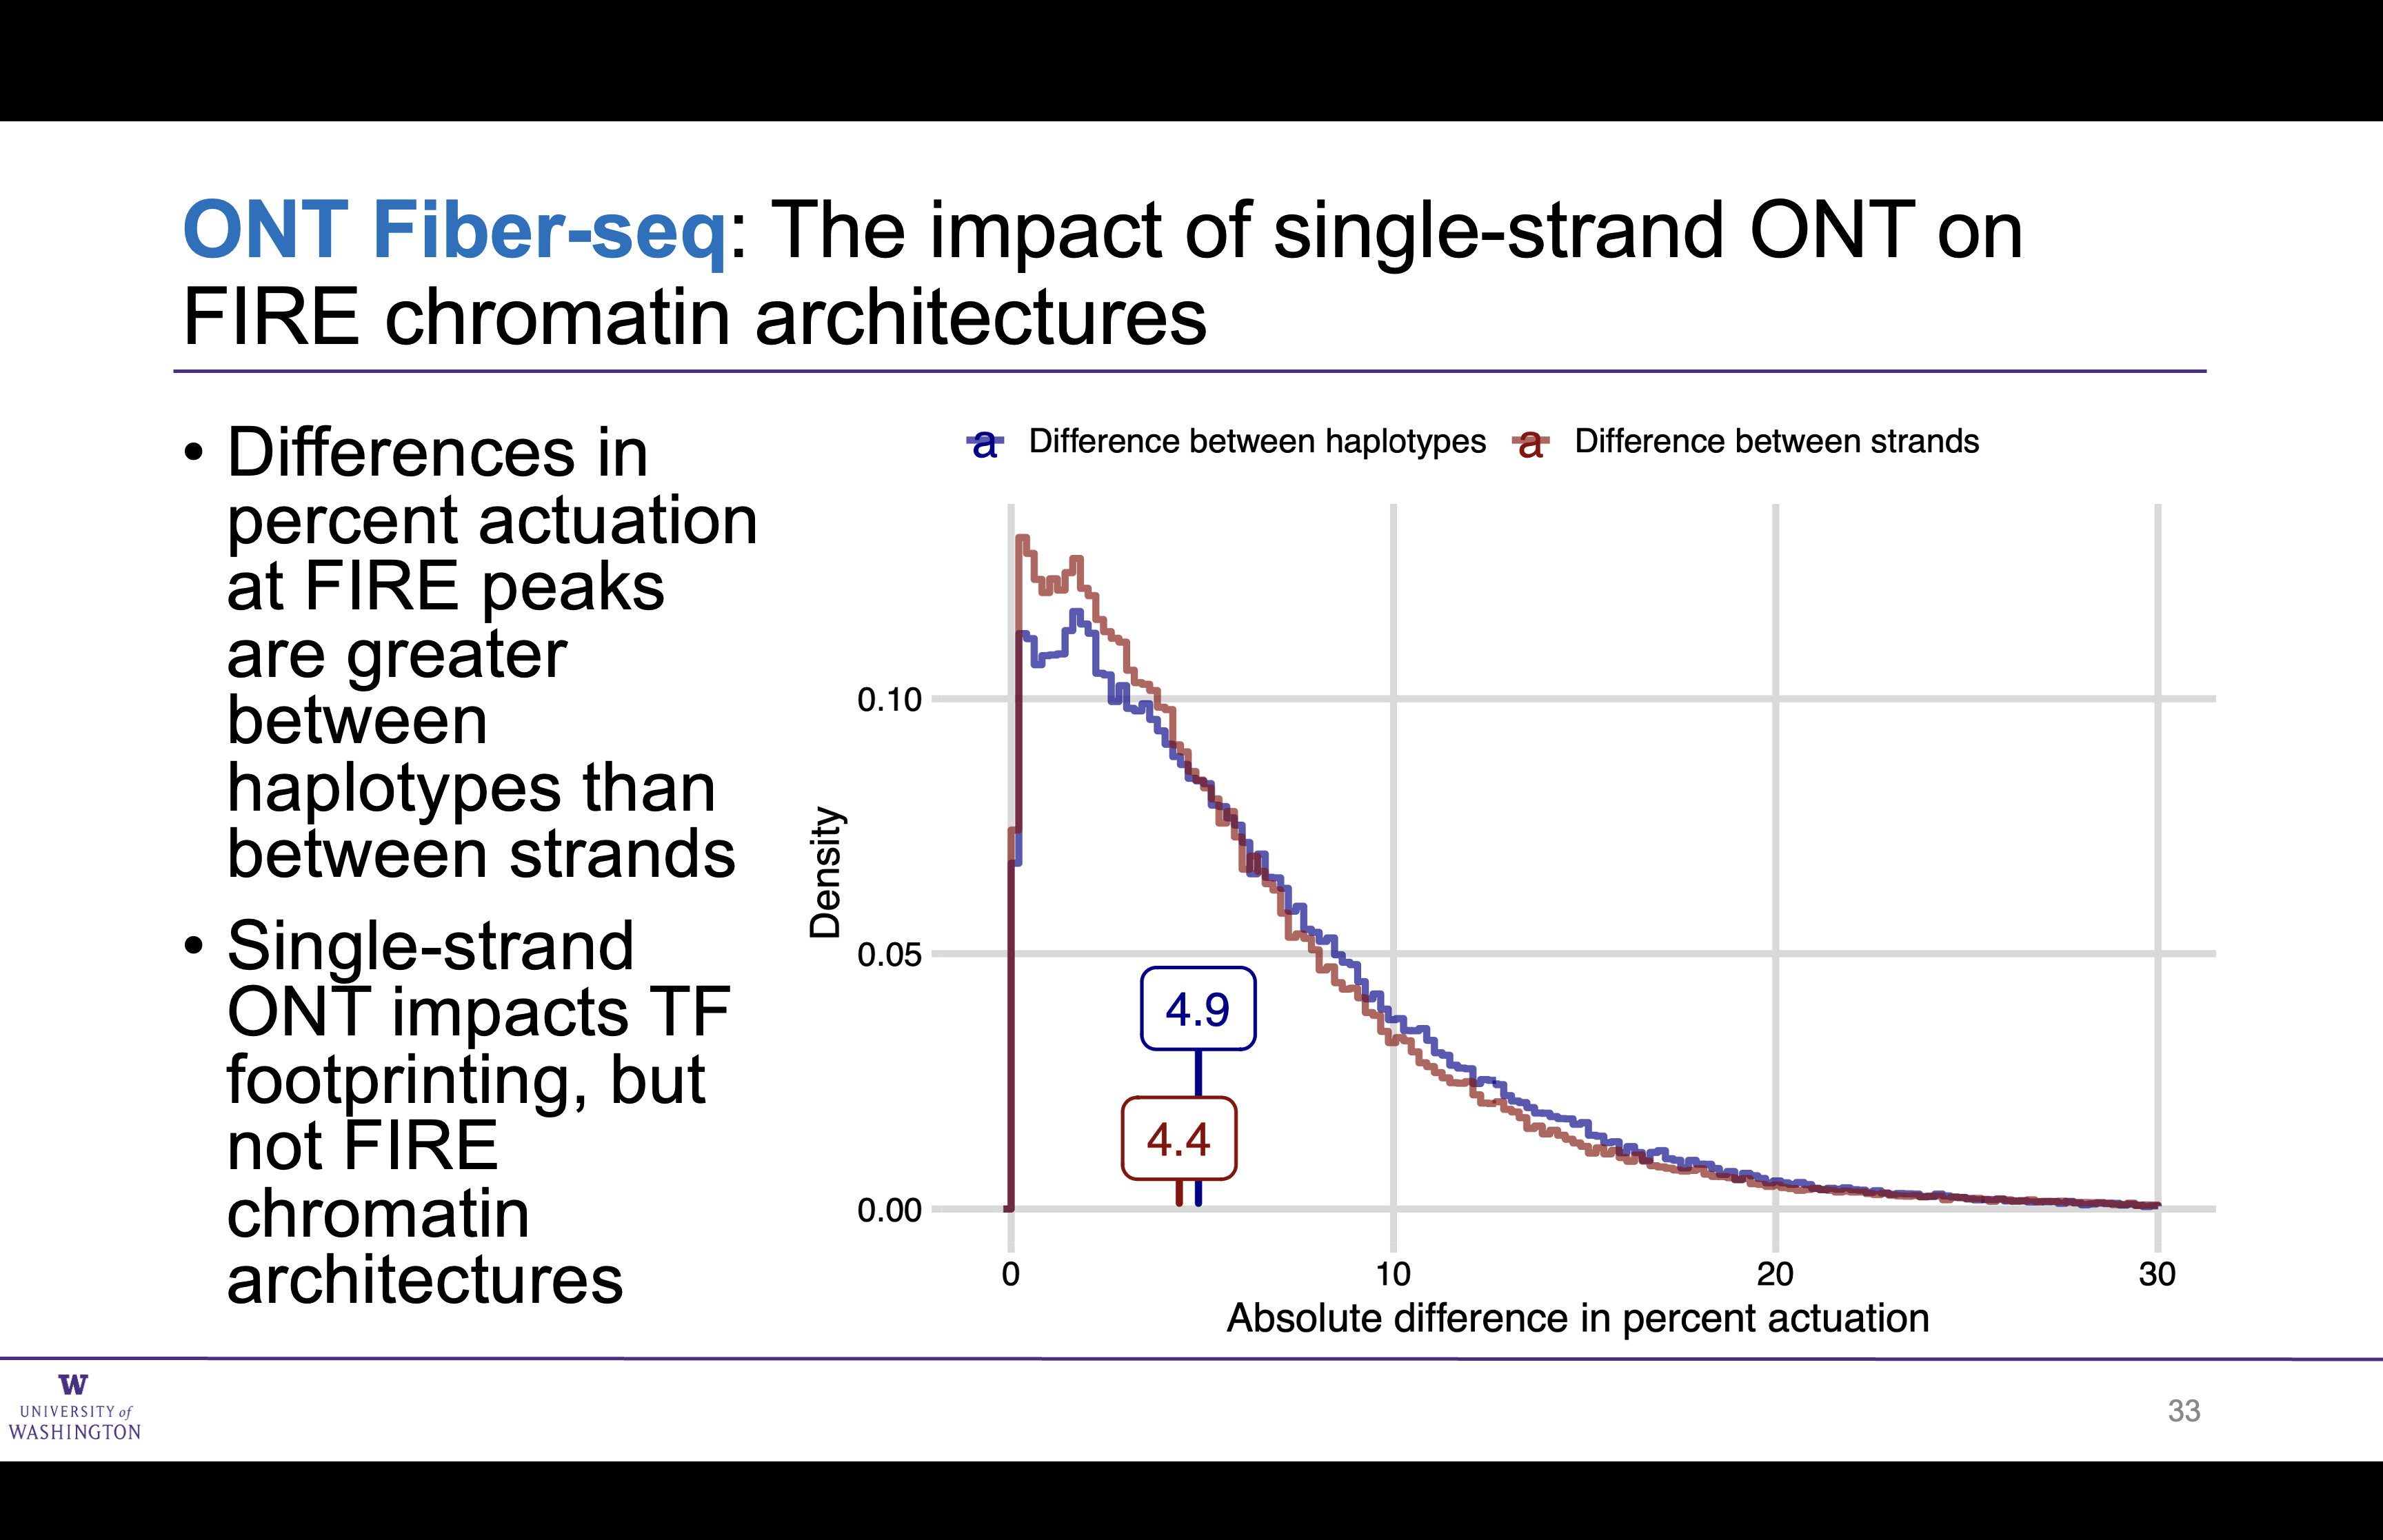 ONT Fiber-seq: The impact of single-strand ONT on
FIRE chromatin architectures
• Differences in
percent actuation
at FIRE peaks
are greater
between
haplotypes than
between strands
• Single-strand
ONT impacts TF
footprinting, but
not FIRE
chromatin
architectures
a Difference between haplotypes a Difference between strands
Density
0.10
0.05
0.00
4.9
4.4
0 10 20 30
Absolute difference in percent actuation
W
UNIVERSITY of
WASHINGTON
33